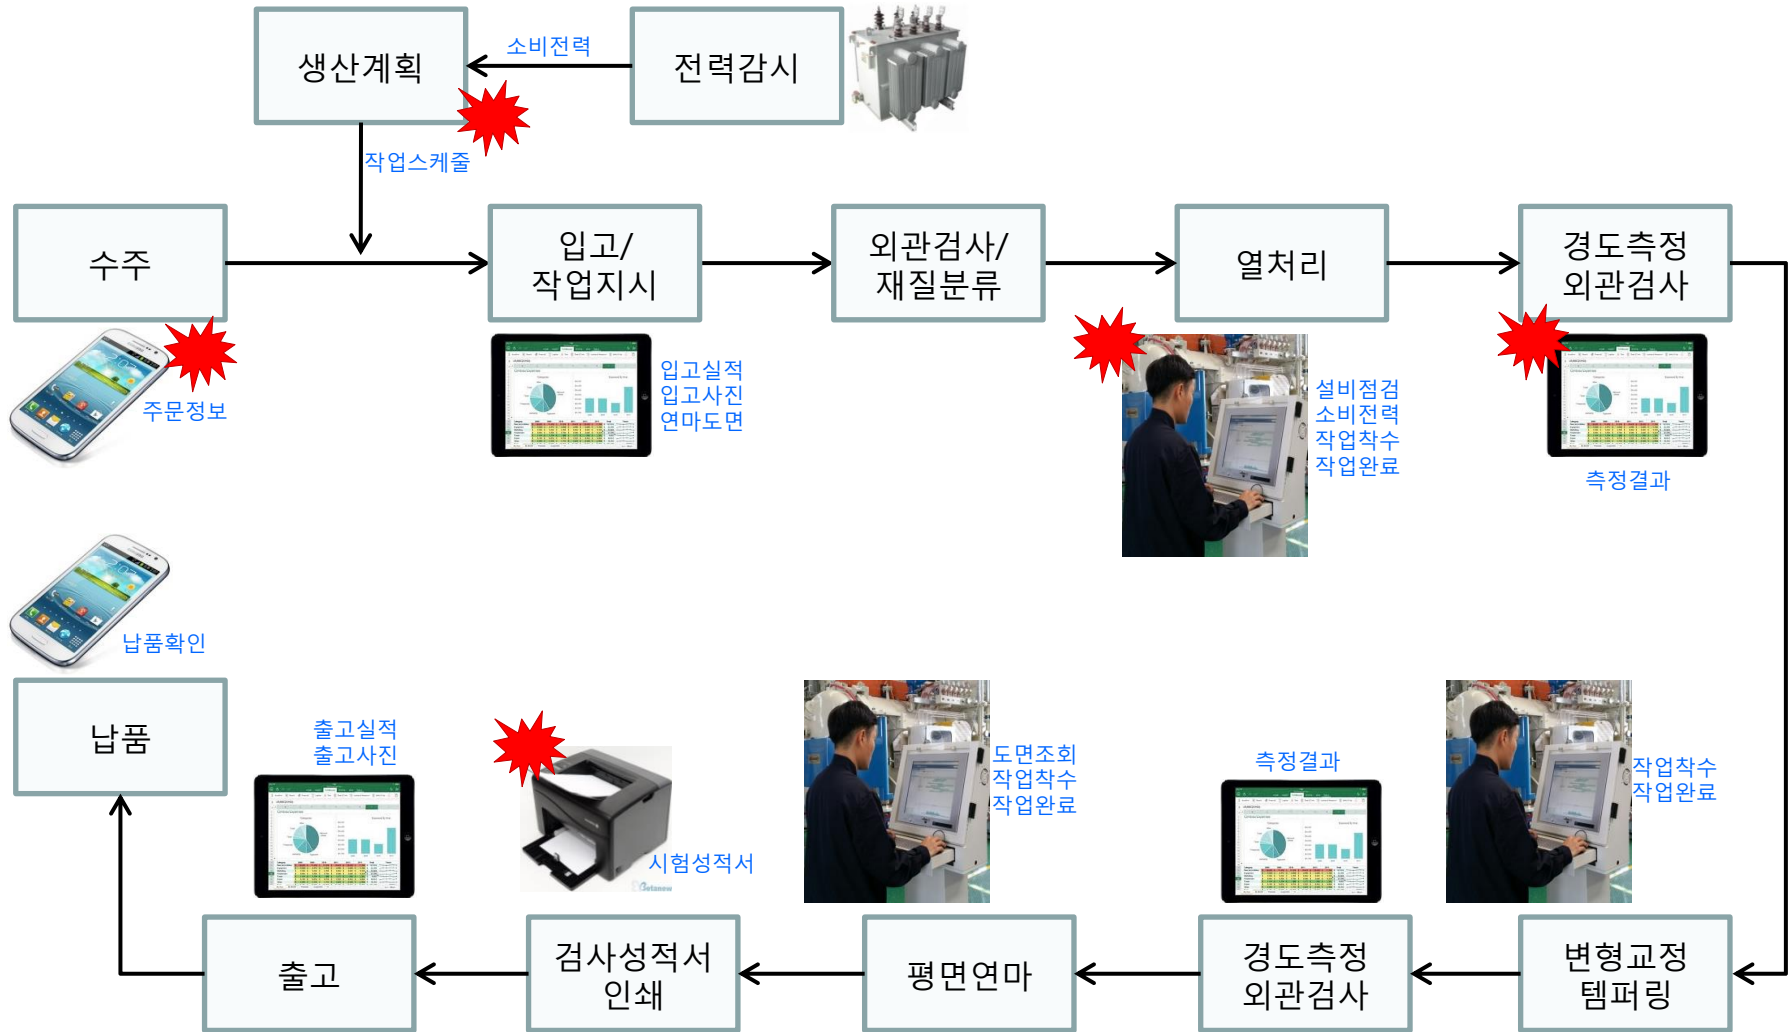 생산계획
소비전력
전력감시
작업스케줄
수주
입고/
작업지시
외관검사/
재질분류
열처리
경도측정
외관검사
주문정보
입고실적
입고사진
연마도면
설비점검
소비전력
작업착수
작업완료
측정결과
납품확인
납품
출고실적
출고사진
시험성적서
도면조회
작업착수
작업완료
측정결과
작업착수
작업완료
출고
검사성적서
인쇄
평면연마
경도측정
외관검사
변형교정
템퍼링